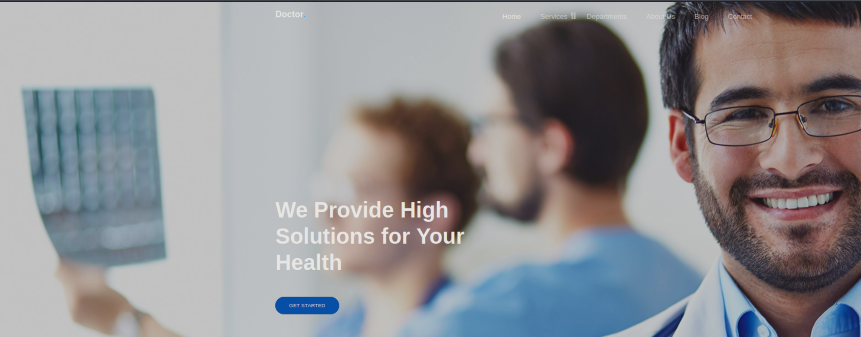 Doctor.
Home Services Departments About Us Blog Contact
We Provide High
Solutions for Your
Health
GET STARTED